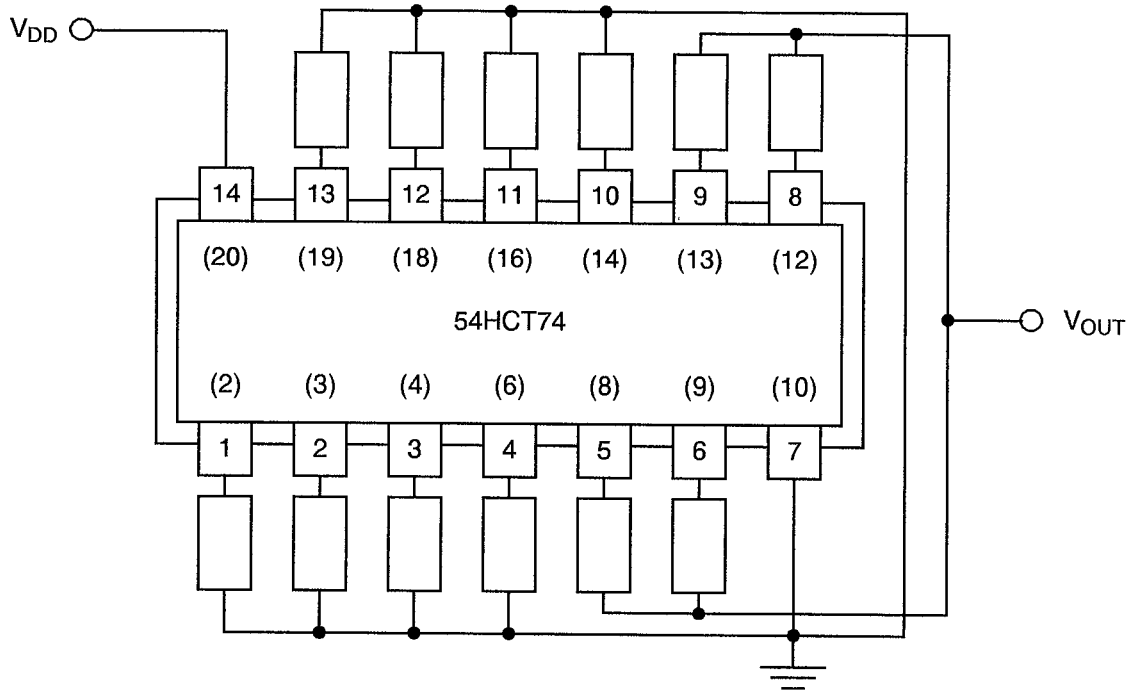 VDD
14 13 12 11 10 9 8
(20) (19) (18) (16) (14) (13) (12)
54HCT74
VOUT
(2) (3) (4) (6) (8) (9) (10)
1 2 3 4 5 6 7